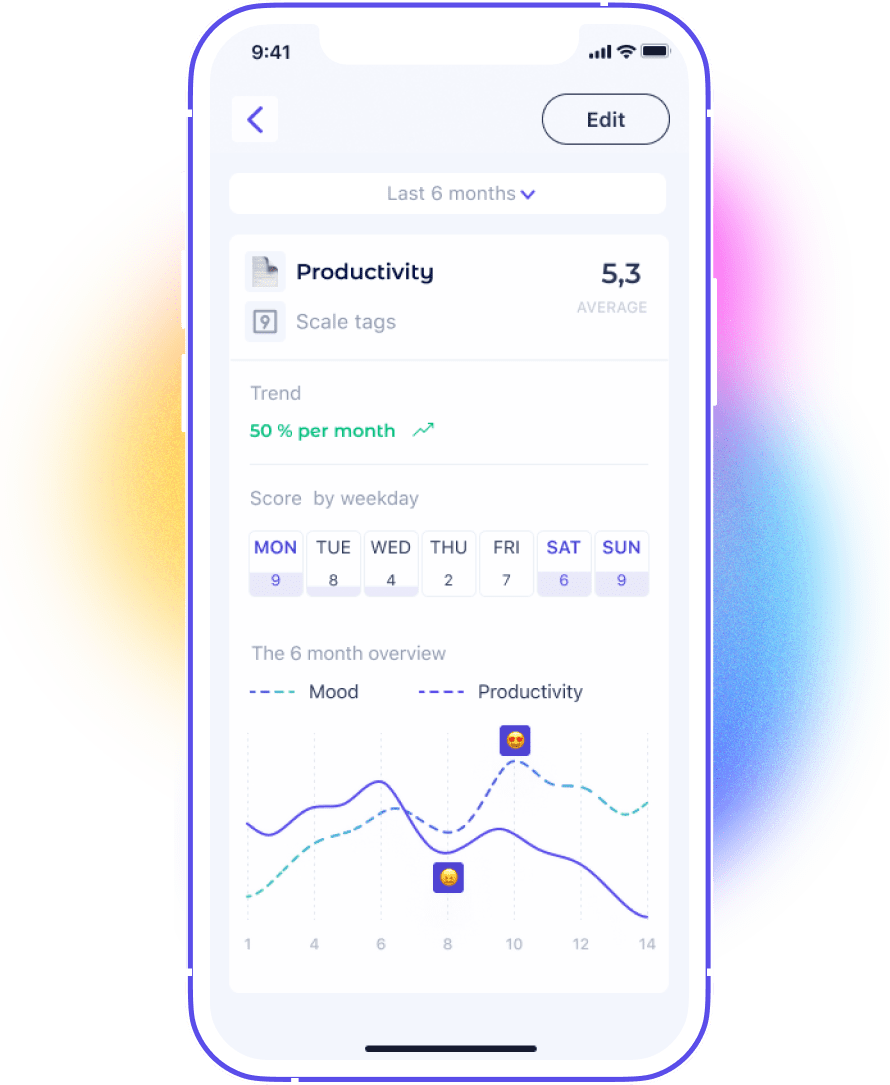 9:41
Edit
Last 6 months
Productivity
5,3
AVERAGE
9
Scale tags
Trend
50 % per month
Score by weekday
MON TUE WED THU FRI SAT SUN
9 8 4 2 7 6 9
The 6 month overview
Mood Productivity
1 4 6 8 10 12 14